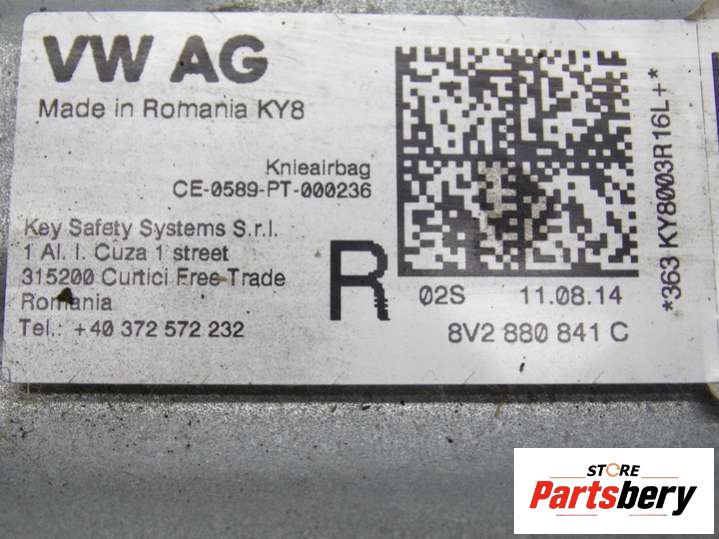 VW AG
Made in Romania KY8
Knieairbag
CE-0589-PT-000236
Key Safety Systems S.r.l.
1 Al. I. Cuza 1 street
315200 Curtici Free Trade
Romania
Tel.: +40 372 572 232
R
02S 11.08.14
8V2 880 841 C
*363 KY8003R16L+*
STORE
Partsbery